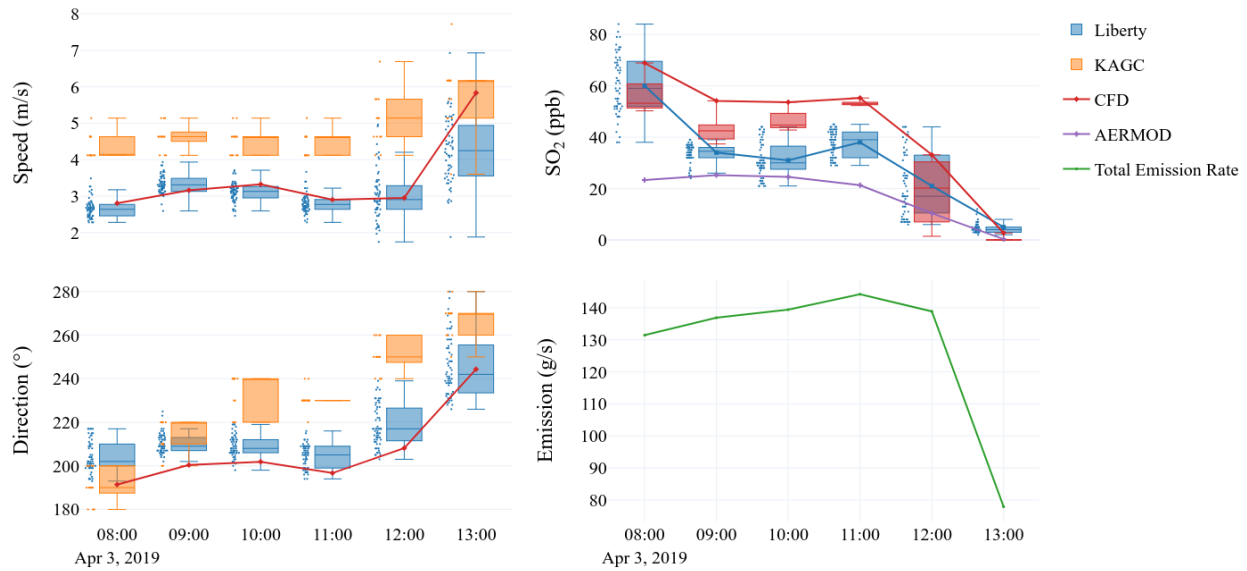 Speed (m/s)
8
7
6
5
4
3
2
SO2 (ppb)
80
60
40
20
0
Liberty
KAGC
CFD
AERMOD
Total Emission Rate
Direction (°)
280
260
240
220
200
180
08:00 09:00 10:00 11:00 12:00 13:00
Apr 3, 2019
Emission (g/s)
140
130
120
110
100
90
80
08:00 09:00 10:00 11:00 12:00 13:00
Apr 3, 2019